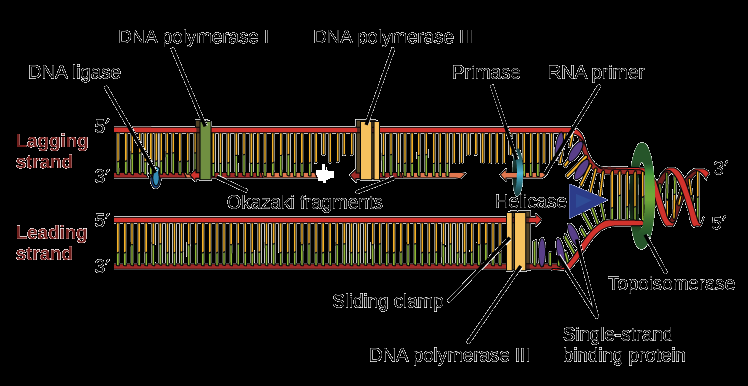 DNA polymerase I
DNA polymerase III
DNA ligase
Primase
RNA primer
5′
Lagging
strand
3′
3′
Okazaki fragments
Helicase
5′
5′
Leading
strand
3′
Topoisomerase
Sliding clamp
Single-strand
binding protein
DNA polymerase III